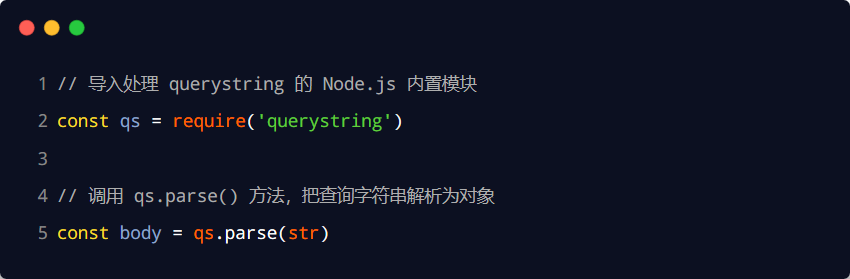 1 // 导入处理 querystring 的 Node.js 内置模块
2 const qs = require('querystring')
3
4 // 调用 qs.parse() 方法，把查询字符串解析为对象
5 const body = qs.parse(str)